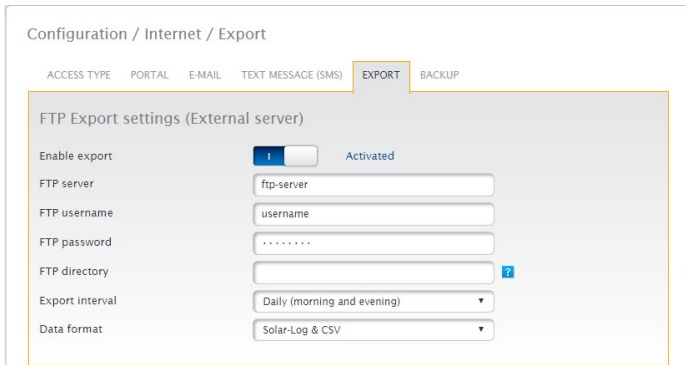 Configuration / Internet / Export
ACCESS TYPE PORTAL E-MAIL TEXT MESSAGE (SMS) EXPORT BACKUP
FTP Export settings (External server)
Enable export I Activated
FTP server ftp-server
FTP username username
FTP password ········
FTP directory ?
Export interval Daily (morning and evening) ▼
Data format Solar-Log & CSV ▼